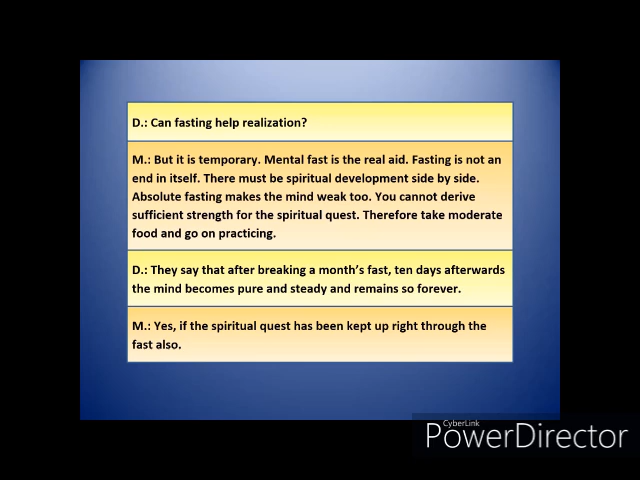 D.: Can fasting help realization?
M.: But it is temporary. Mental fast is the real aid. Fasting is not an
end in itself. There must be spiritual development side by side.
Absolute fasting makes the mind weak too. You cannot derive
sufficient strength for the spiritual quest. Therefore take moderate
food and go on practicing.
D.: They say that after breaking a month’s fast, ten days afterwards
the mind becomes pure and steady and remains so forever.
M.: Yes, if the spiritual quest has been kept up right through the
fast also.
CyberLink
PowerDirector